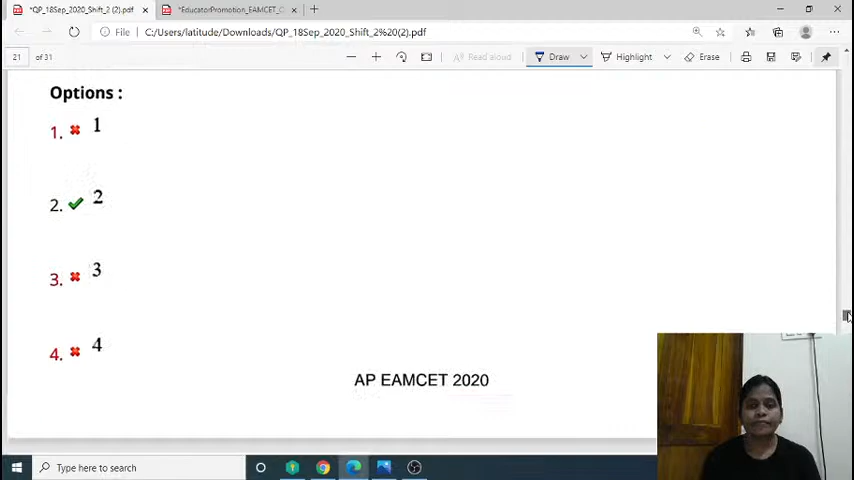 *QP_18Sep_2020_Shift_2 (2).pdf
*EducatorPromotion_EAMCET_C
File
C:/Users/latitude/Downloads/QP_18Sep_2020_Shift_2%20(2).pdf
21 of 31
Read aloud
Draw
Highlight
Erase
Options :
1. 1
2. 2
3. 3
4. 4
AP EAMCET 2020
Type here to search